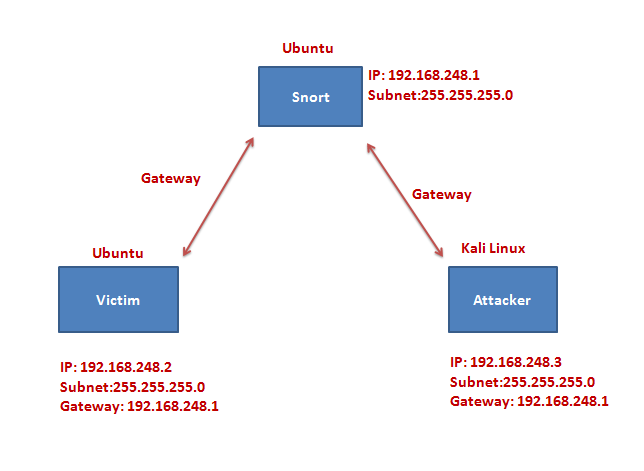 Ubuntu
Snort
IP: 192.168.248.1
Subnet:255.255.255.0
Gateway
Gateway
Ubuntu
Victim
IP: 192.168.248.2
Subnet:255.255.255.0
Gateway: 192.168.248.1
Kali Linux
Attacker
IP: 192.168.248.3
Subnet:255.255.255.0
Gateway: 192.168.248.1